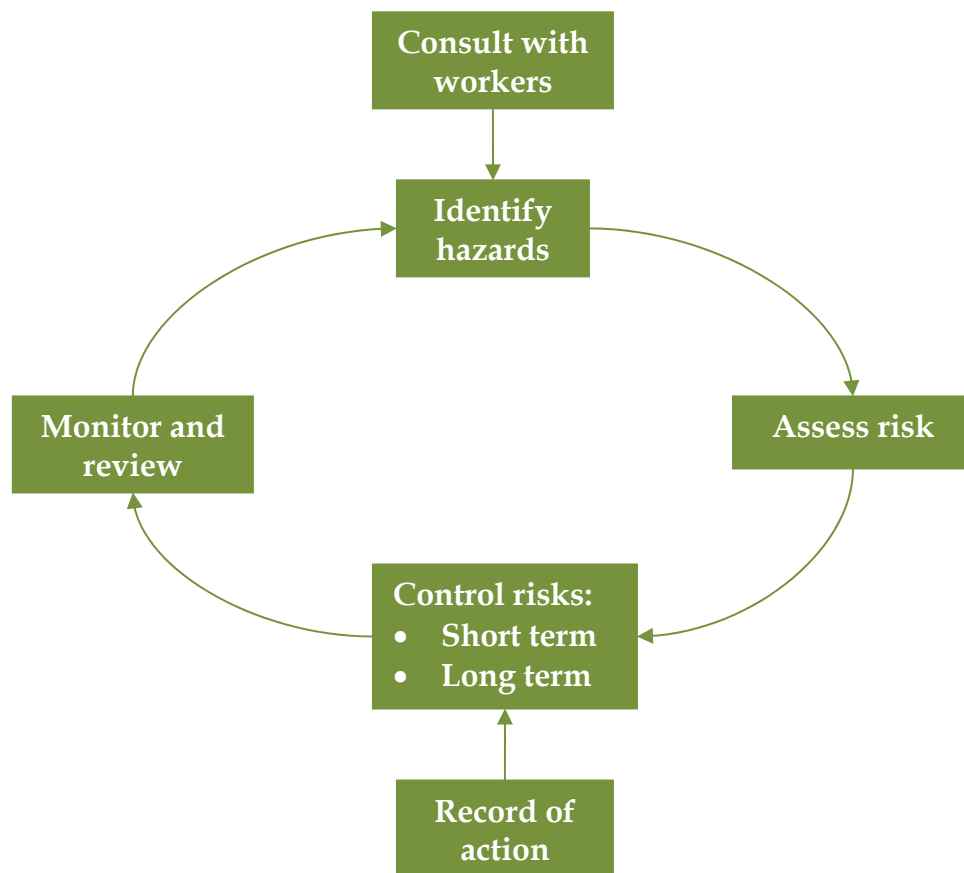 Consult with
workers
Identify
hazards
Monitor and
review
Assess risk
Control risks:
• Short term
• Long term
Record of
action